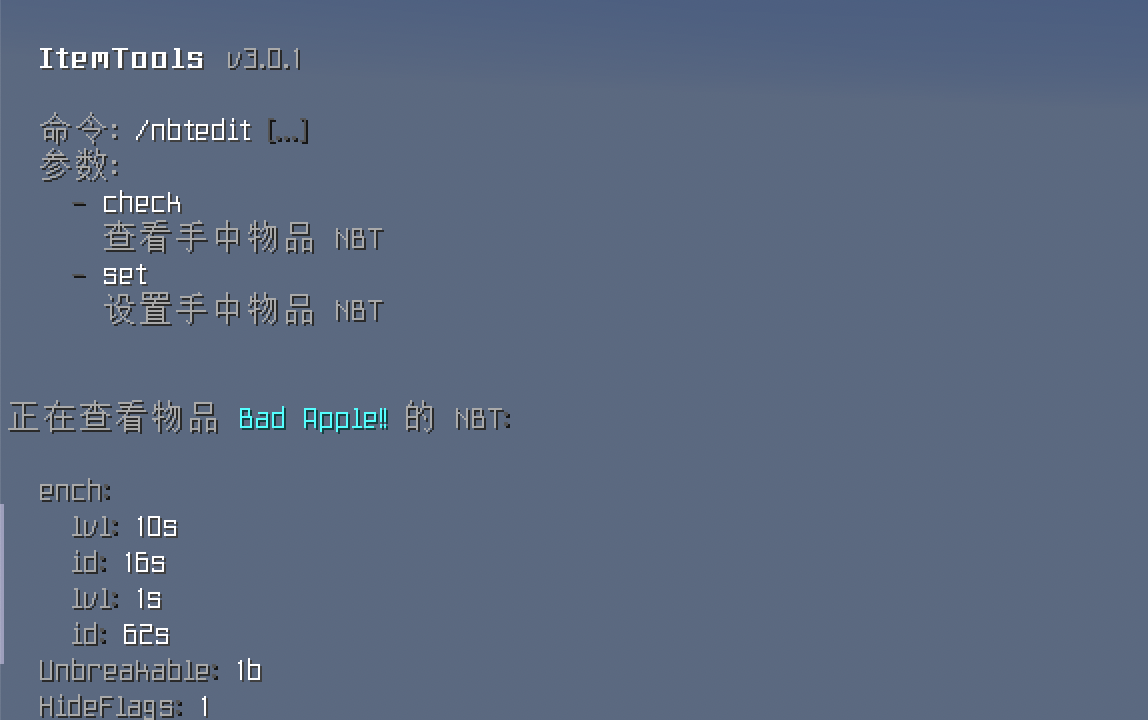 ItemTools v3.0.1
命令: /nbtedit [...]
参数:
- check
查看手中物品 NBT
- set
设置手中物品 NBT
正在查看物品 Bad Apple!! 的 NBT:
ench:
lvl: 10s
id: 16s
lvl: 1s
id: 62s
Unbreakable: 1b
HideFlags: 1